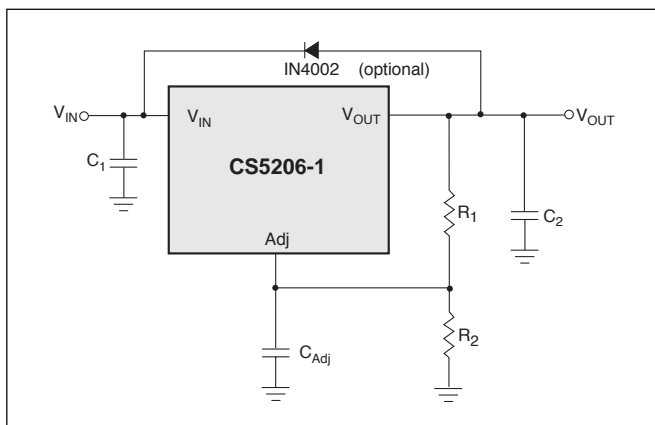 IN4002 (optional)
VIN
VIN
VOUT
VOUT
C1
CS5206-1
R1
C2
Adj
CAdj
R2